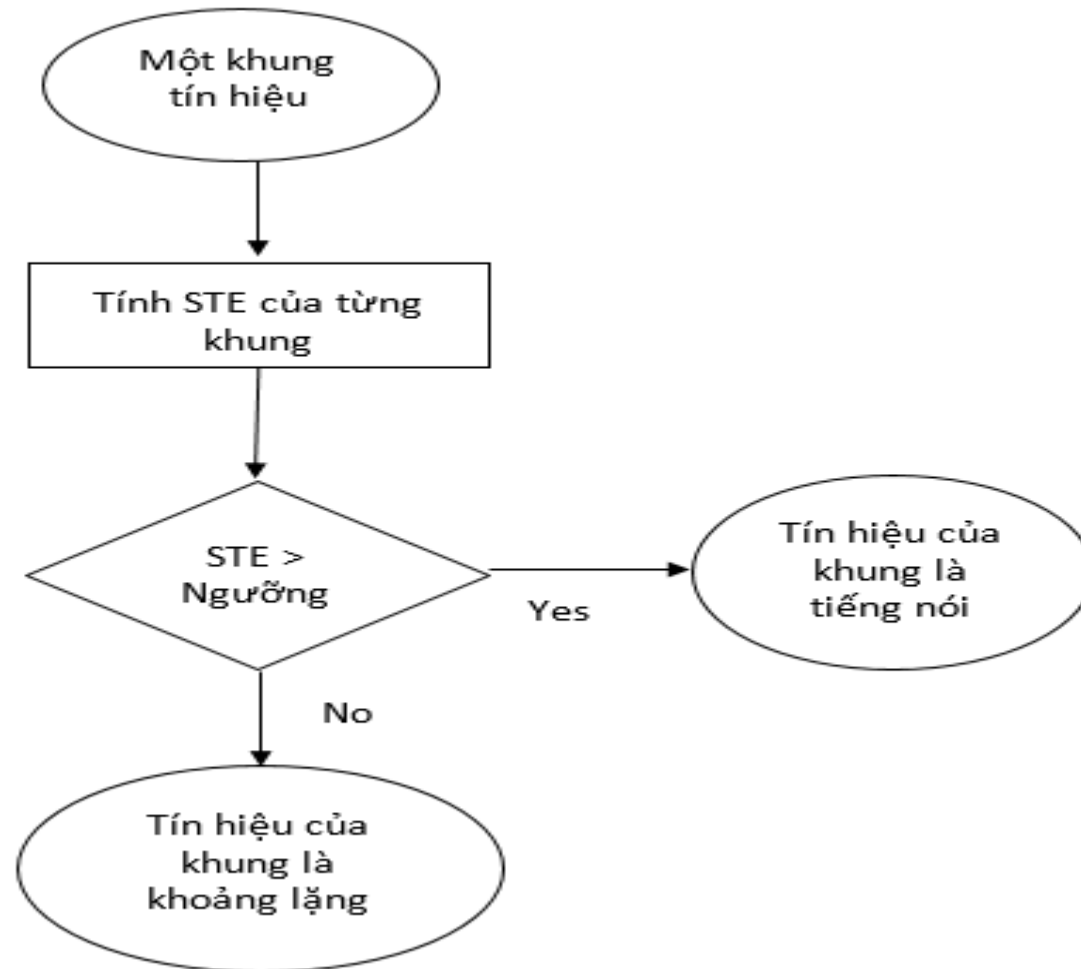 Một khung
tín hiệu
Tính STE của từng
khung
STE >
Ngưỡng
Yes
Tín hiệu của
khung là
tiếng nói
No
Tín hiệu của
khung là
khoảng lặng